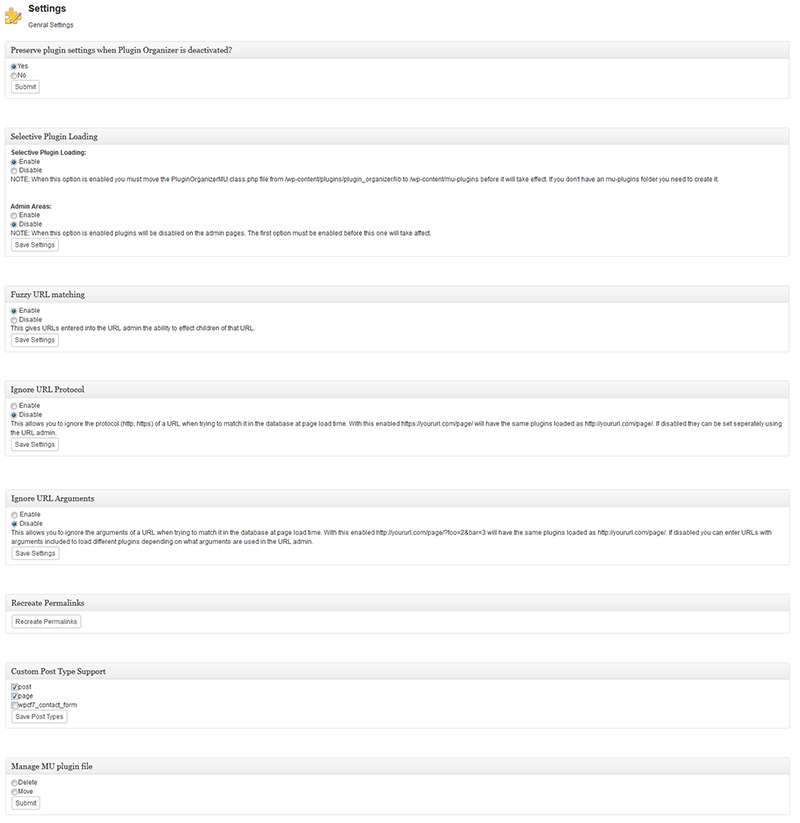 Settings
Genral Settings
Preserve plugin settings when Plugin Organizer is deactivated?
Yes
No
Submit
Selective Plugin Loading
Selective Plugin Loading:
Enable
Disable
NOTE: When this option is enabled you must move the PluginOrganizerMU.class.php file from /wp-content/plugins/plugin_organizer/lib to /wp-content/mu-plugins before it will take effect. If you don't have an mu-plugins folder you need to create it.
Admin Areas:
Enable
Disable
NOTE: When this option is enabled plugins will be disabled on the admin pages. The first option must be enabled before this one will take affect.
Save Settings
Fuzzy URL matching
Enable
Disable
This gives URLs entered into the URL admin the ability to effect children of that URL.
Save Settings
Ignore URL Protocol
Enable
Disable
This allows you to ignore the protocol (http, https) of a URL when trying to match it in the database at page load time. With this enabled https://yoururl.com/page/ will have the same plugins loaded as http://yoururl.com/page/. If disabled they can be set seperately using
the URL admin.
Save Settings
Ignore URL Arguments
Enable
Disable
This allows you to ignore the arguments of a URL when trying to match it in the database at page load time. With this enabled http://yoururl.com/page/?foo=2&bar=3 will have the same plugins loaded as http://yoururl.com/page/. If disabled you can enter URLs with
arguments included to load different plugins depending on what arguments are used in the URL admin.
Save Settings
Recreate Permalinks
Recreate Permalinks
Custom Post Type Support
post
page
wpcf7_contact_form
Save Post Types
Manage MU plugin file
Delete
Move
Submit